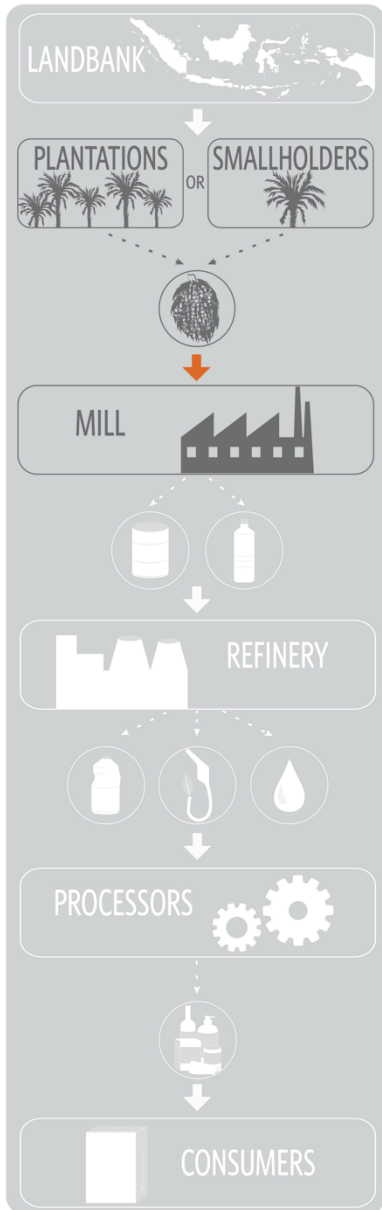 LANDBANK
PLANTATIONS OR SMALLHOLDERS
MILL
REFINERY
PROCESSORS
CONSUMERS